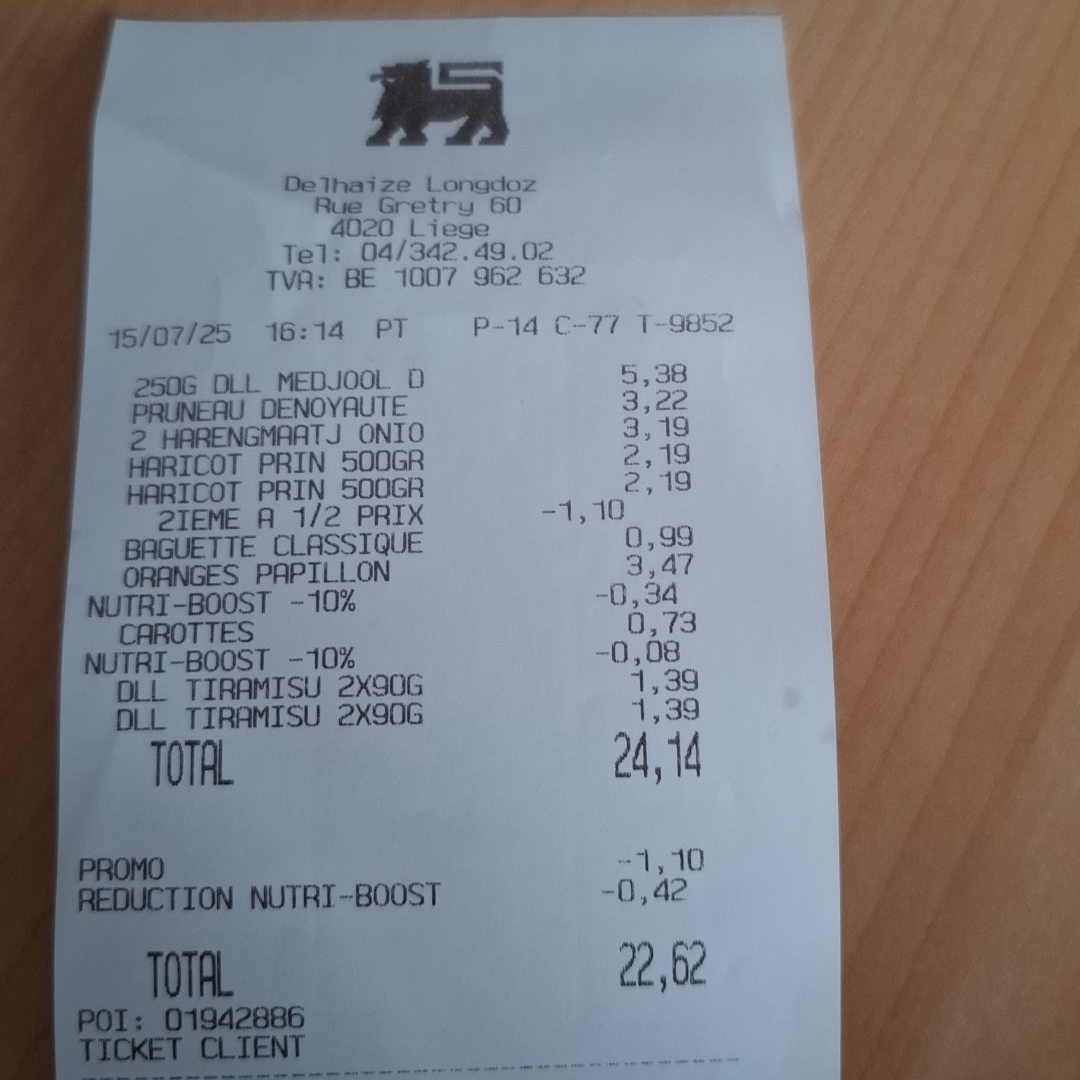 Delhaize Longdoz
Rue Gretry 60
4020 Liege
Tel: 04/342.49.02
TVA: BE 1007 962 632
15/07/25 16:14 PT P-14 C-77 T-9852
250G DLL MEDJOOL D 5,38
PRUNEAU DENOYAUTE 3,22
2 HARENGMAATJ ONIO 3,19
HARICOT PRIN 500GR 2,19
HARICOT PRIN 500GR 2,19
2IEME A 1/2 PRIX -1,10
BAGUETTE CLASSIQUE 0,99
ORANGES PAPILLON 3,47
NUTRI-BOOST -10% -0,34
CAROTTES 0,73
NUTRI-BOOST -10% -0,08
DLL TIRAMISU 2X90G 1,39
DLL TIRAMISU 2X90G 1,39
TOTAL 24,14
PROMO -1,10
REDUCTION NUTRI-BOOST -0,42
TOTAL 22,62
POI: 01942886
TICKET CLIENT